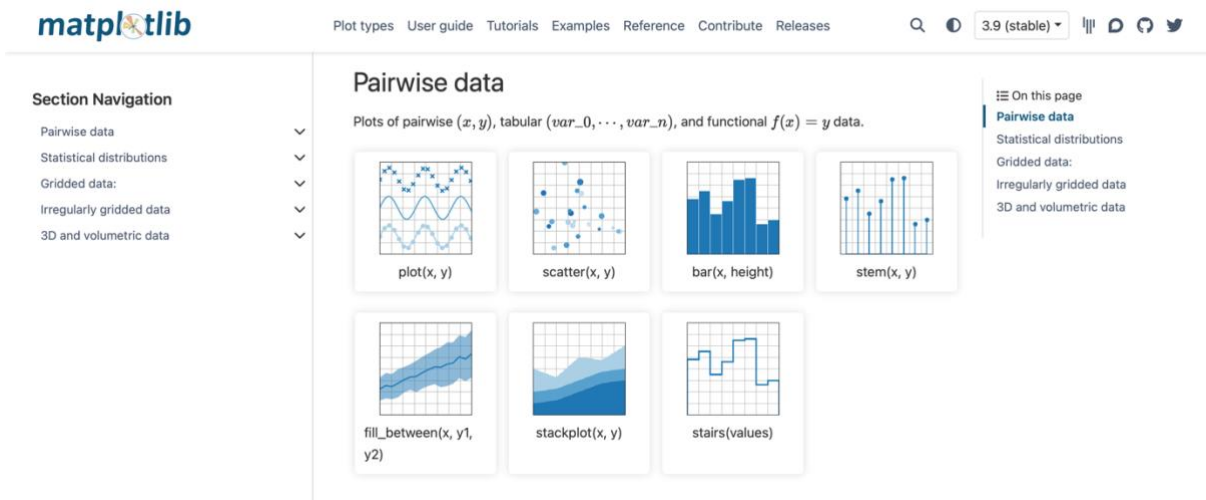 matplotlib
Plot types User guide Tutorials Examples Reference Contribute Releases
3.9 (stable)
Section Navigation
Pairwise data
Statistical distributions
Gridded data:
Irregularly gridded data
3D and volumetric data
Pairwise data
Plots of pairwise (x, y), tabular (var_0, ⋯, var_n), and functional f(x) = y data.
plot(x, y)
scatter(x, y)
bar(x, height)
stem(x, y)
fill_between(x, y1,
y2)
stackplot(x, y)
stairs(values)
On this page
Pairwise data
Statistical distributions
Gridded data:
Irregularly gridded data
3D and volumetric data